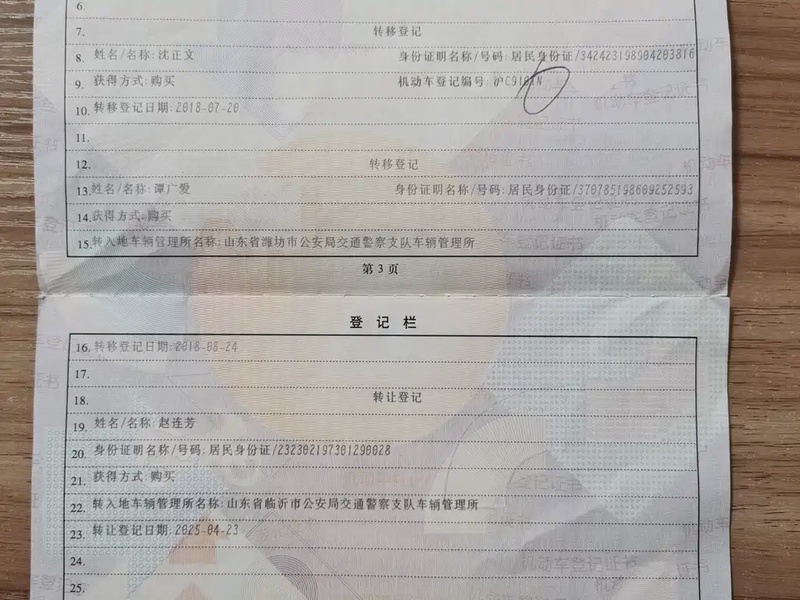 6.
7. 转移登记
8. 姓名/名称:沈正文 身份证明名称/号码:居民身份证/342423198904203816
9. 获得方式:购买 机动车登记编号:
10. 转移登记日期:2018-07-20
11.
12. 转移登记
13. 姓名/名称:谭广爱 身份证明名称/号码:居民身份证/370785198609252593
14. 获得方式:购买
15. 转入地车辆管理所名称:山东省潍坊市公安局交通警察支队车辆管理所
第 3 页
登 记 栏
16. 转移登记日期:2018-08-24
17.
18. 转让登记
19. 姓名/名称:赵连芳
20. 身份证明名称/号码:居民身份证/232302197301290028
21. 获得方式:购买
22. 转入地车辆管理所名称:山东省临沂市公安局交通警察支队车辆管理所
23. 转让登记日期:2025-04-23
24.
25.